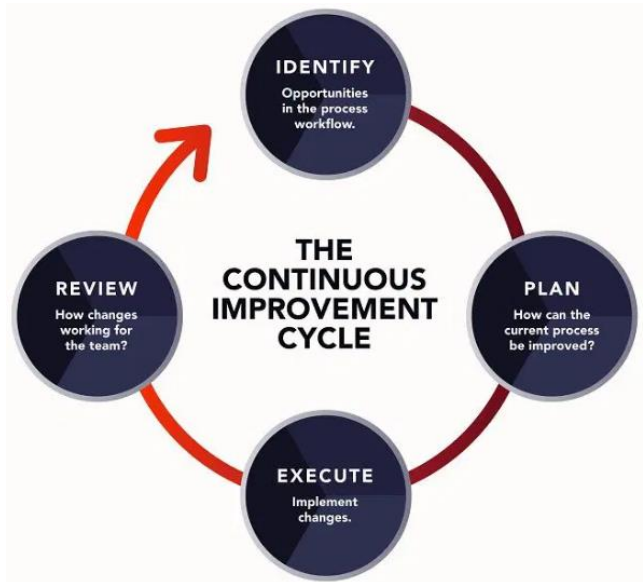 IDENTIFY
Opportunities
in the process
workflow.
THE
CONTINUOUS
IMPROVEMENT
CYCLE
PLAN
How can the
current process
be improved?
EXECUTE
Implement
changes.
REVIEW
How changes
working for
the team?